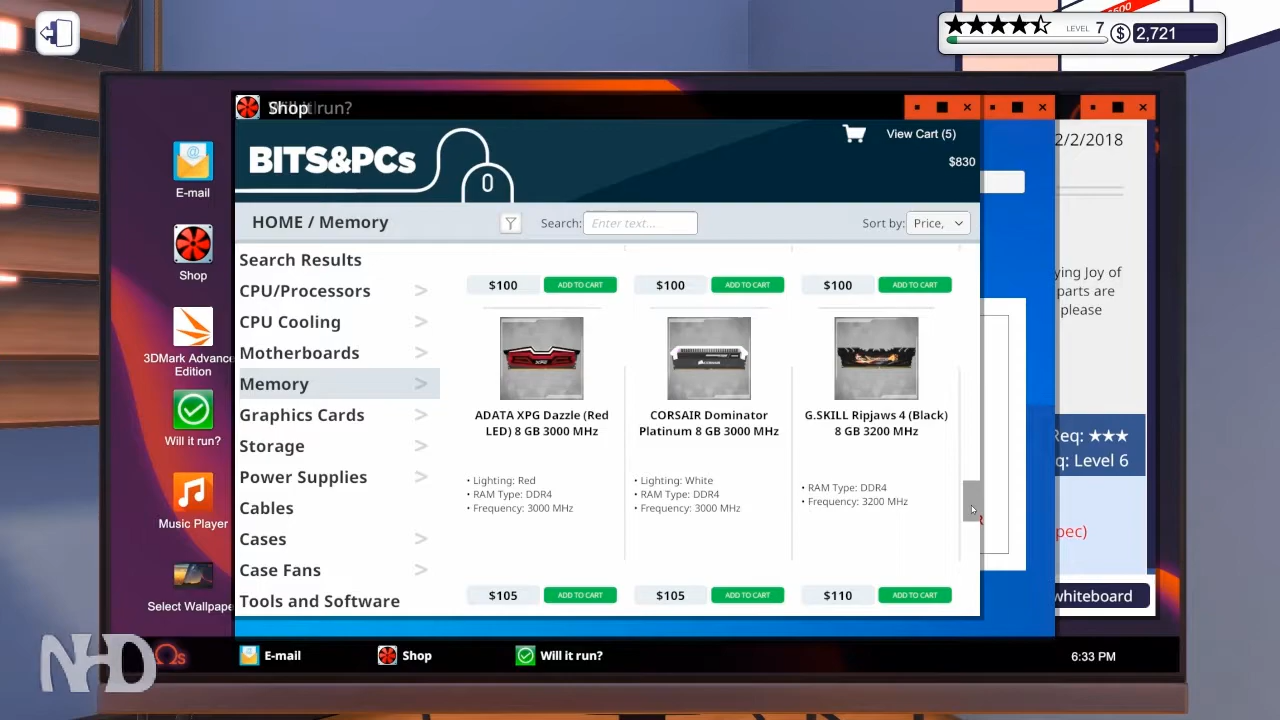 $600
LEVEL 7
$ 2,721
Shop
run?
BITS&PCs
View Cart (5)
$830
2/2/2018
HOME / Memory
Search:
Enter text...
Sort by:
Price,
E-mail
Shop
3DMark Advance
Edition
Will it run?
Music Player
Select Wallpape
Search Results
CPU/Processors >
CPU Cooling >
Motherboards >
Memory >
Graphics Cards >
Storage >
Power Supplies >
Cables
Cases >
Case Fans >
Tools and Software
$100
ADD TO CART
$100
ADD TO CART
$100
ADD TO CART
XPG
ADATA XPG Dazzle (Red
LED) 8 GB 3000 MHz
• Lighting: Red
• RAM Type: DDR4
• Frequency: 3000 MHz
$105
ADD TO CART
CORSAIR Dominator
Platinum 8 GB 3000 MHz
• Lighting: White
• RAM Type: DDR4
• Frequency: 3000 MHz
$105
ADD TO CART
G.SKILL Ripjaws 4 (Black)
8 GB 3200 MHz
• RAM Type: DDR4
• Frequency: 3200 MHz
$110
ADD TO CART
ying Joy of
parts are
please
Req: ★★★
q: Level 6
pec)
whiteboard
NHD
Ωs
E-mail
Shop
Will it run?
6:33 PM